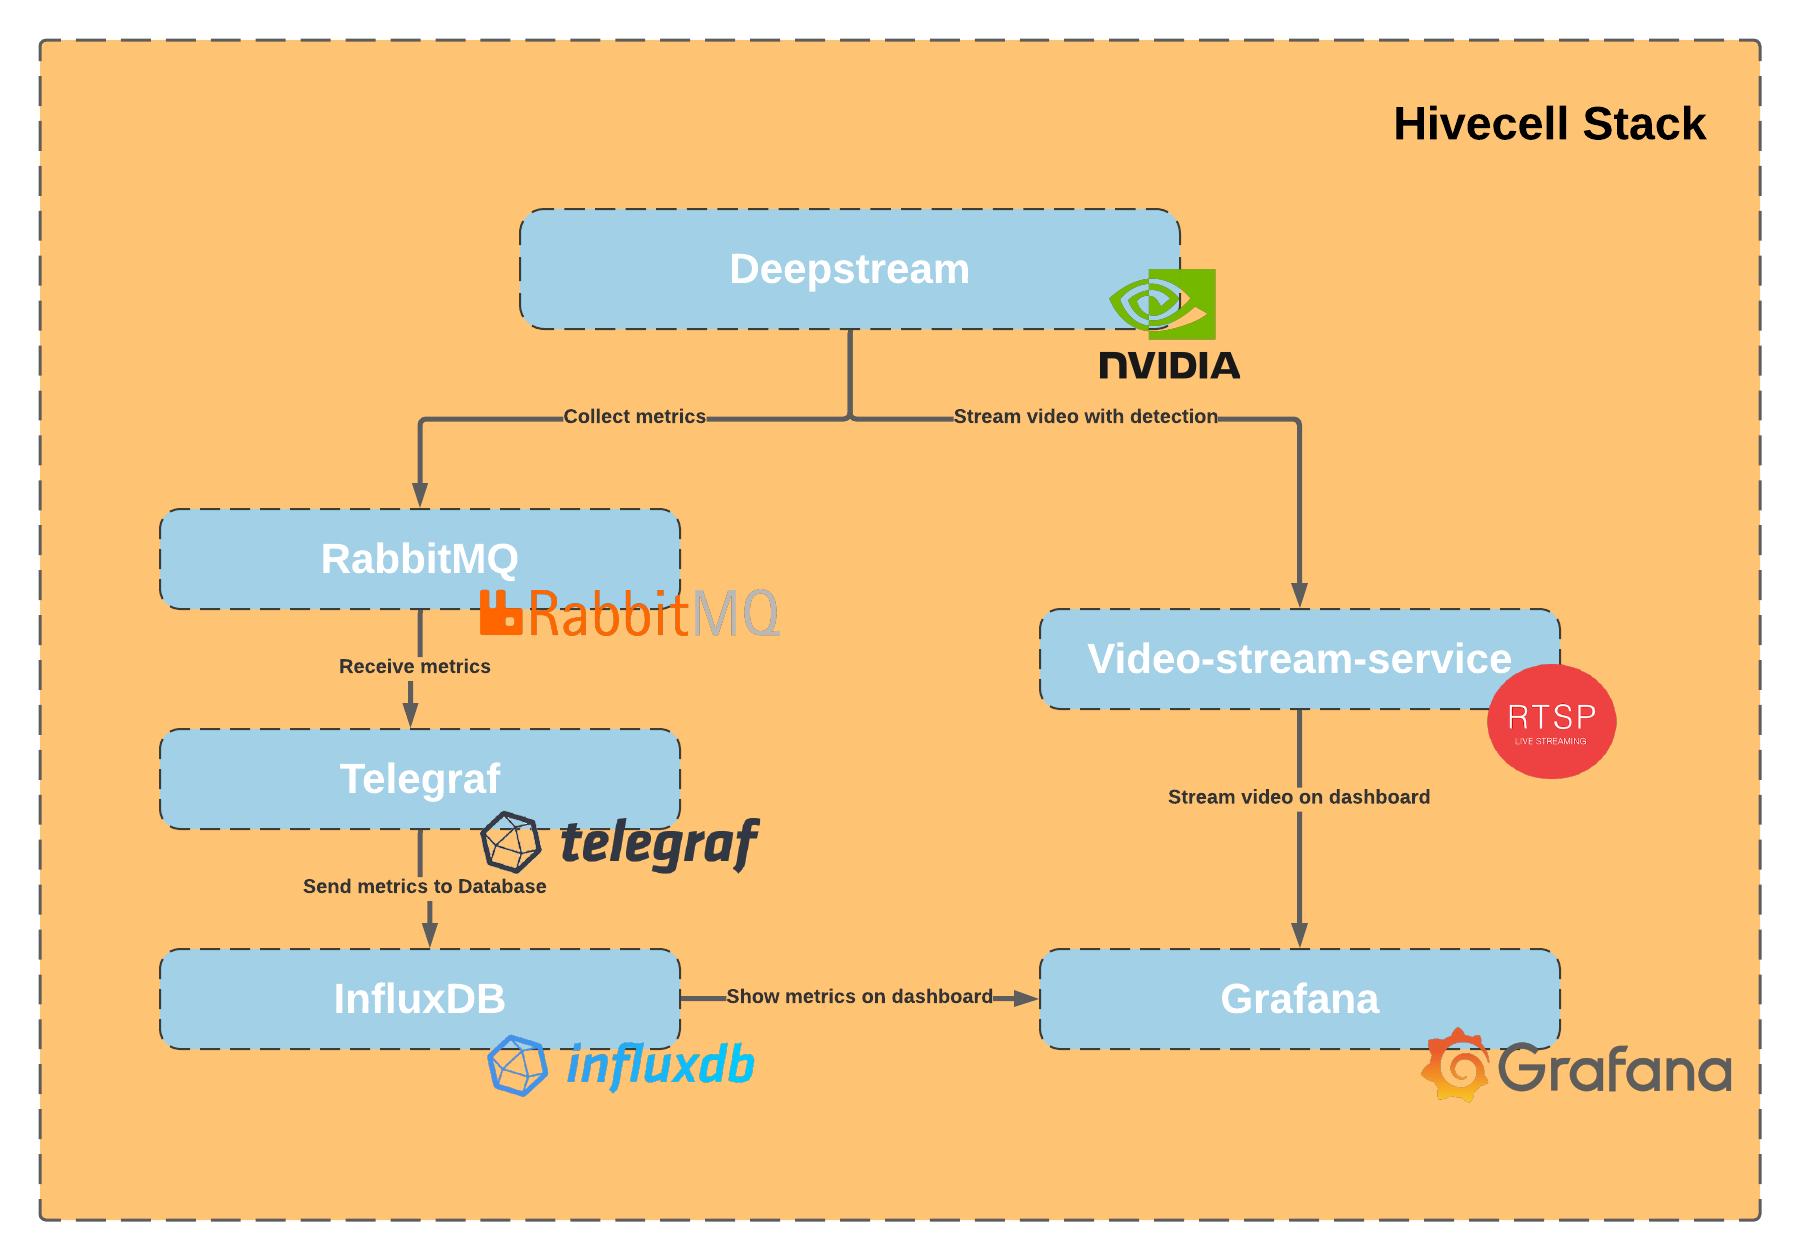 Hivecell Stack
Deepstream
NVIDIA
Collect metrics
Stream video with detection
RabbitMQ
RabbitMQ
Receive metrics
Video-stream-service
RTSP
LIVE STREAMING
Telegraf
telegraf
Stream video on dashboard
Send metrics to Database
InfluxDB
influxdb
Show metrics on dashboard
Grafana
Grafana